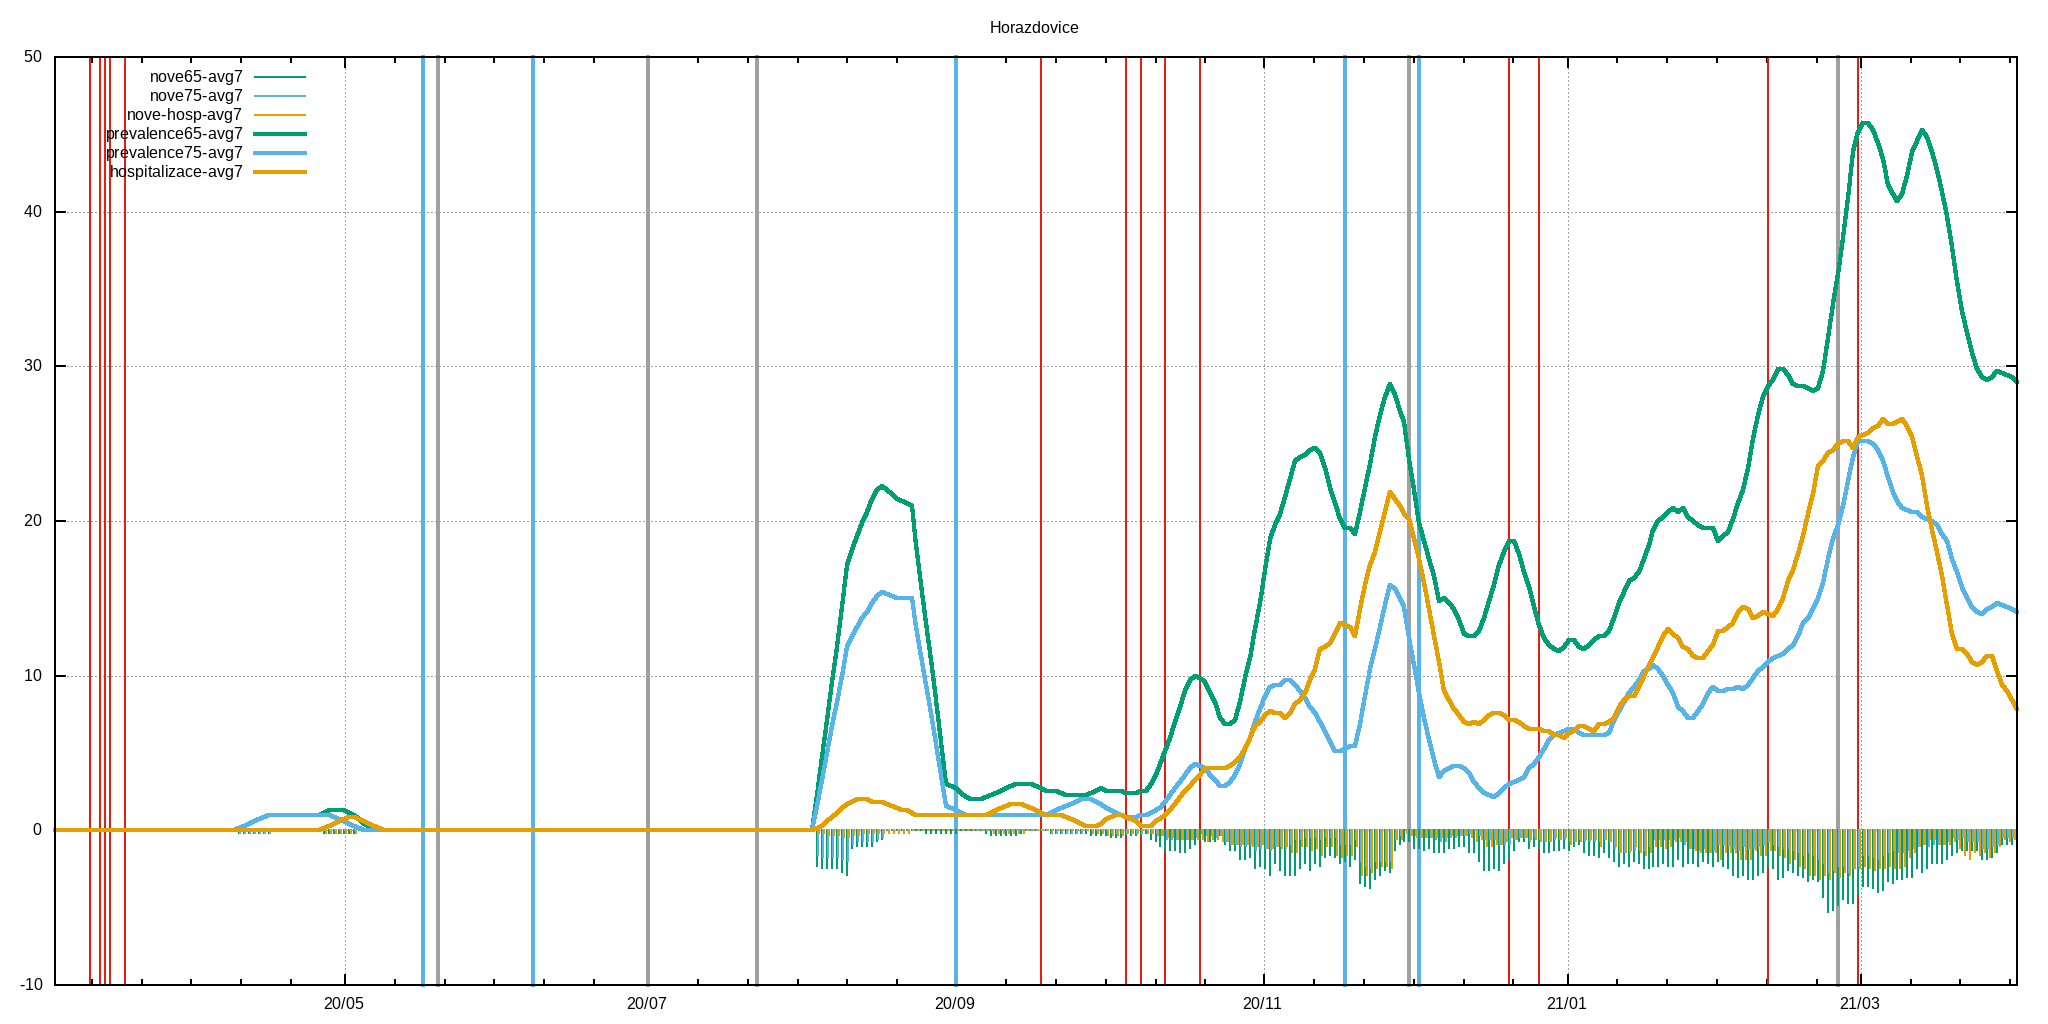 Horazdovice
50
nove65-avg7
nove75-avg7
nove-hosp-avg7
prevalence65-avg7
prevalence75-avg7
hospitalizace-avg7
40
30
20
10
0
-10
20/05 20/07 20/09 20/11 21/01 21/03